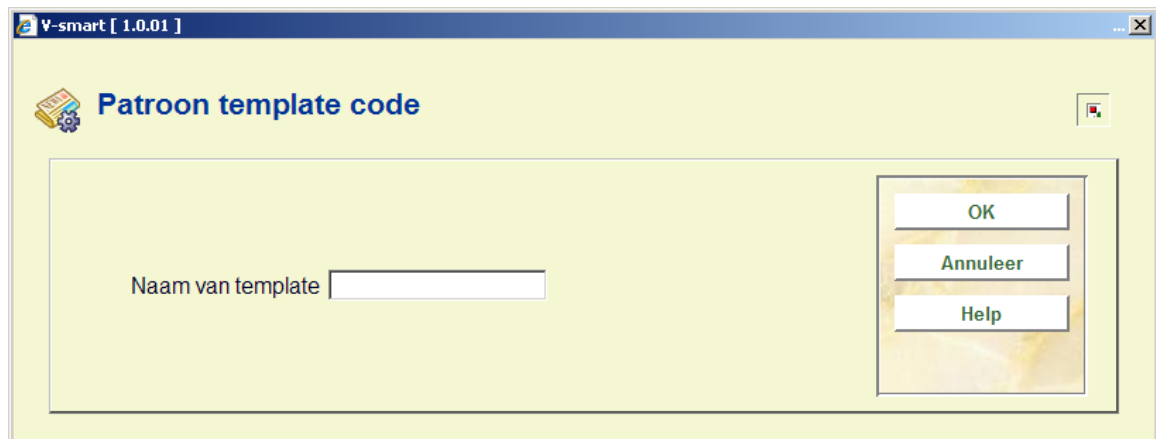 V-smart [ 1.0.01 ]
...
Patroon template code
OK
Annuleer
Naam van template
Help